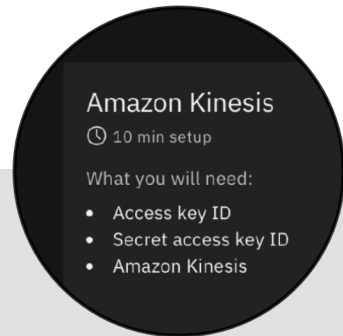 Amazon Kinesis
10 min setup
What you will need:
• Access key ID
• Secret access key ID
• Amazon Kinesis